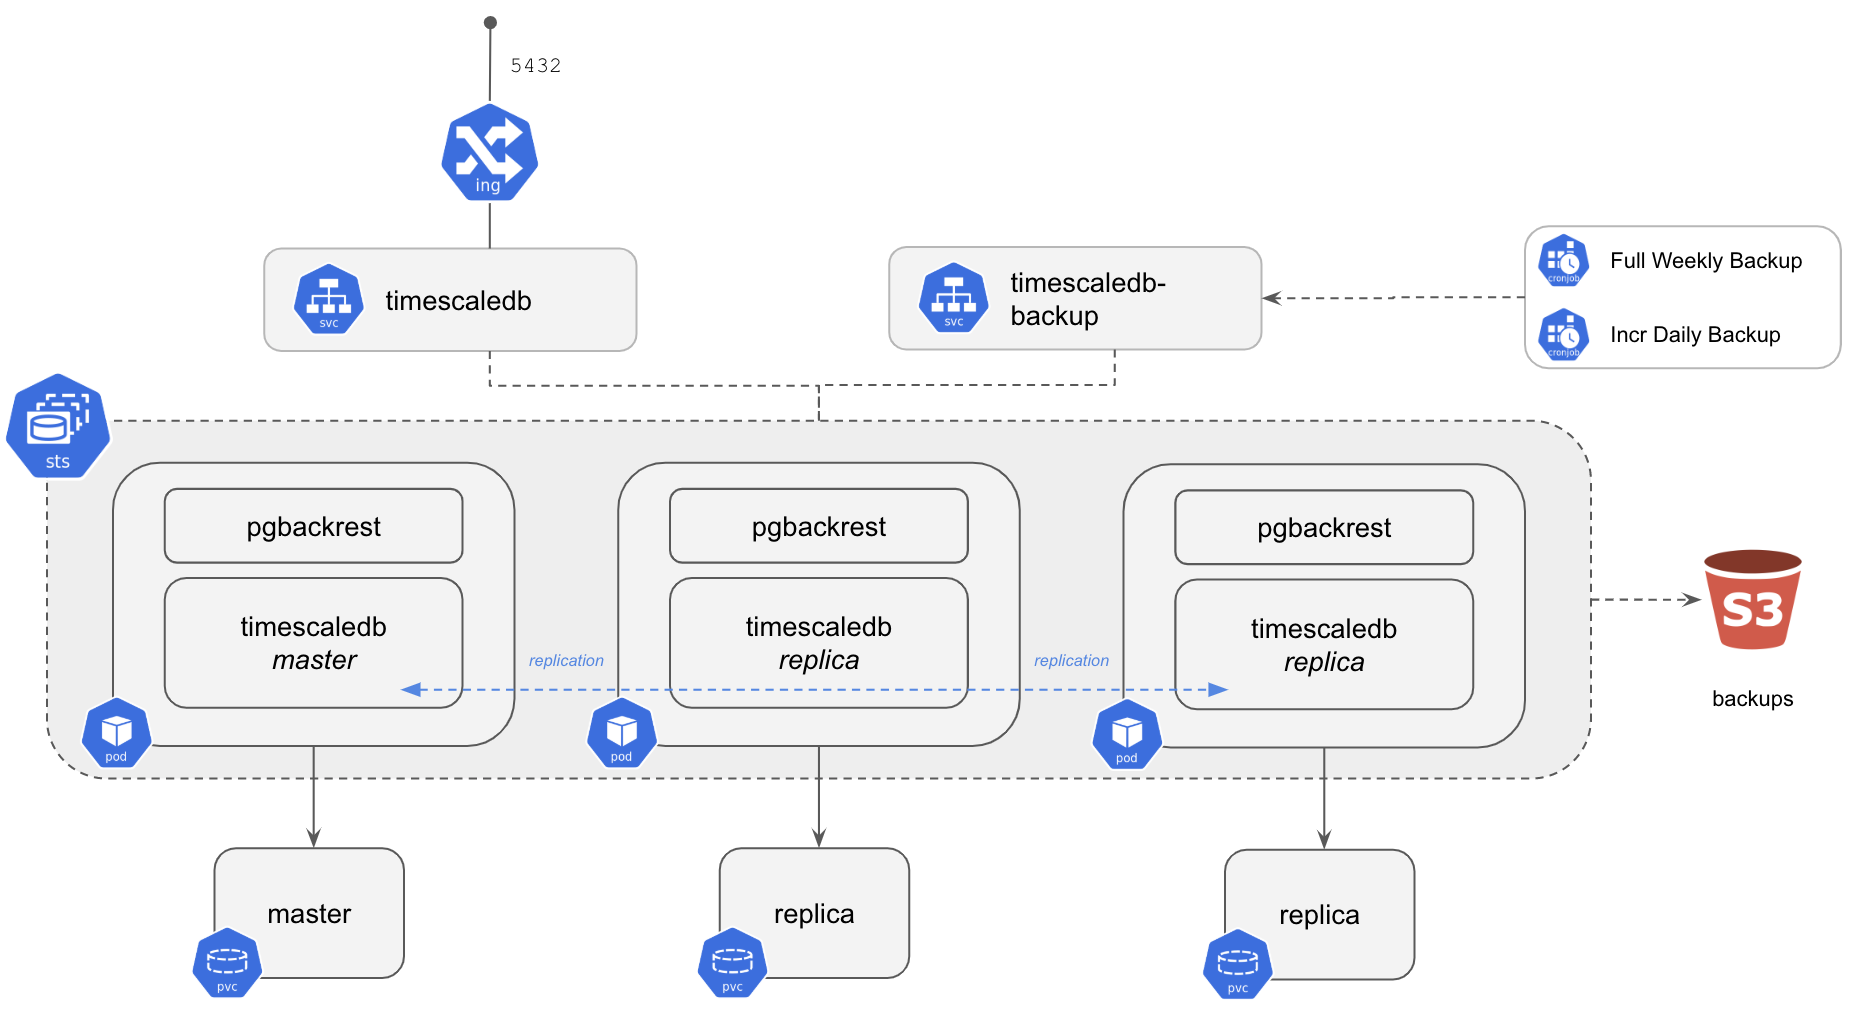 5432
ing
svc
timescaledb
svc
timescaledb-
backup
cronjob
Full Weekly Backup
cronjob
Incr Daily Backup
sts
pgbackrest
timescaledb
master
pod
replication
pgbackrest
timescaledb
replica
pod
replication
pgbackrest
timescaledb
replica
pod
S3
backups
master
pvc
replica
pvc
replica
pvc